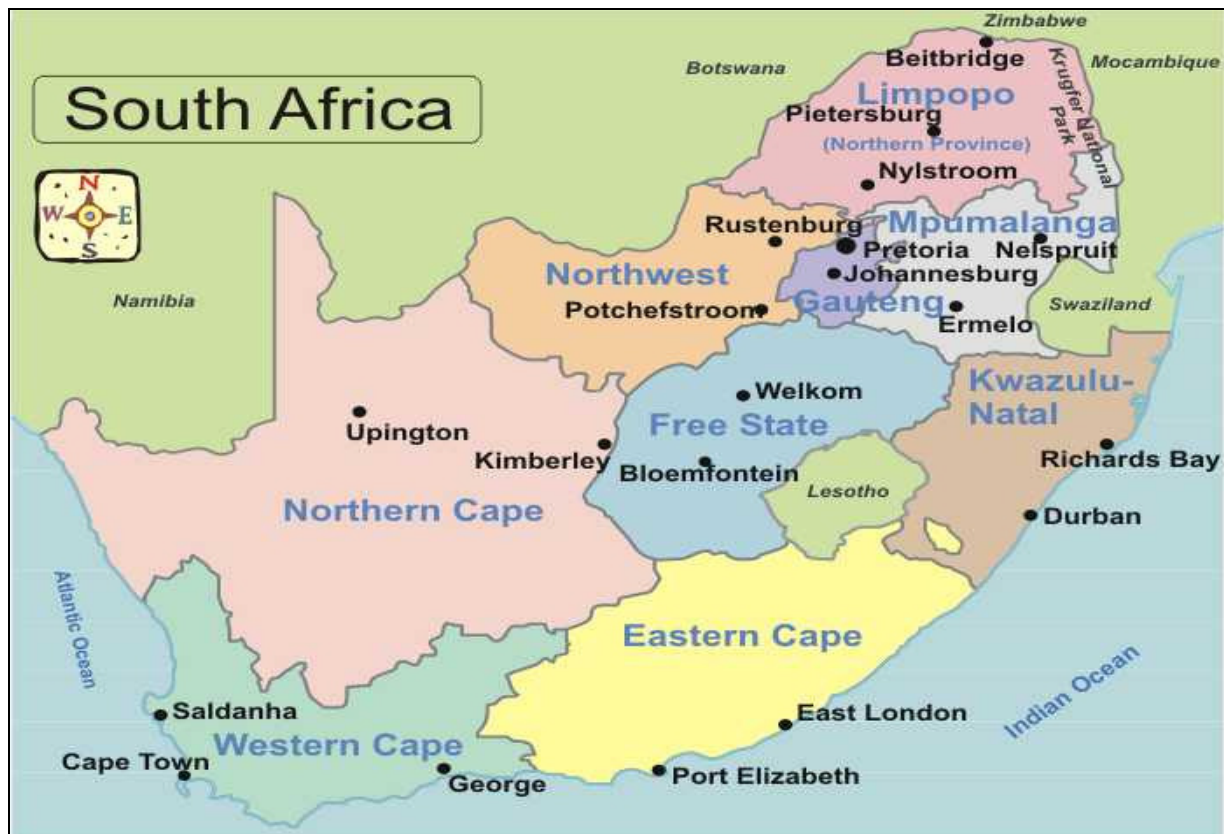 Zimbabwe
Botswana
Beitbridge
Mocambique
Krugfer National
Park
South Africa
Limpopo
Pietersburg
(Northern Province)
Nylstroom
N
W
E
S
Rustenburg
Mpumalanga
Pretoria
Nelspruit
Northwest
Johannesburg
Namibia
Gauteng
Swaziland
Potchefstroom
Ermelo
Kwazulu-
Natal
Welkom
Free State
Upington
Kimberley
Bloemfontein
Richards Bay
Lesotho
Northern Cape
Durban
Atlantic Ocean
Eastern Cape
Indian Ocean
Saldanha
East London
Western Cape
Cape Town
George
Port Elizabeth